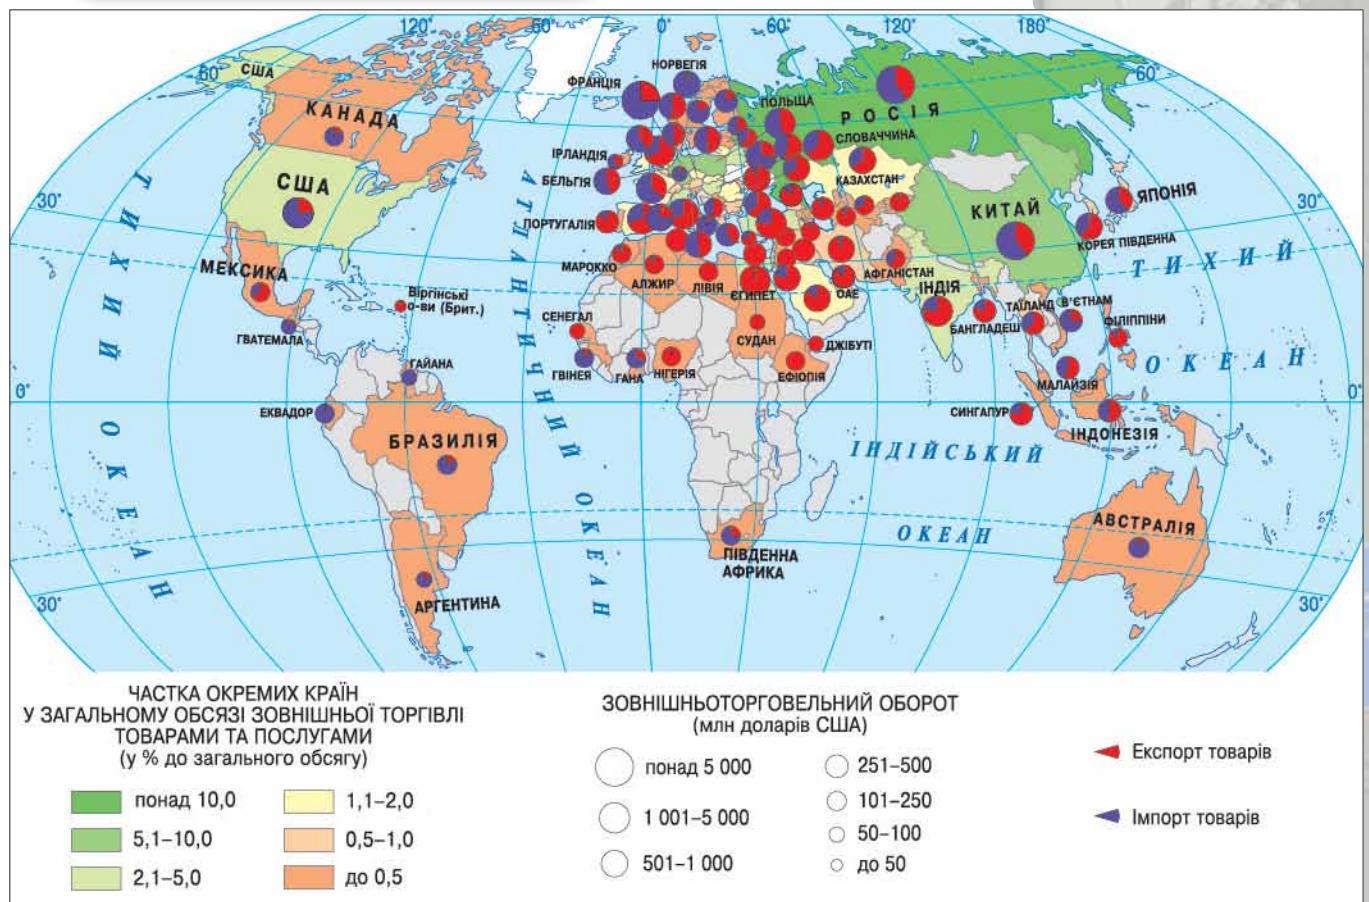 120°
60°
0°
60°
120°
180°
США
НОРВЕГІЯ
ФРАНЦІЯ
60°
60°
КАНАДА
ПОЛЬЩА
РОСІЯ
СЛОВАЧЧИНА
ІРЛАНДІЯ
БЕЛЬГІЯ
КАЗАХСТАН
США
ЯПОНІЯ
30°
30°
КИТАЙ
ПОРТУГАЛІЯ
КОРЕЯ ПІВДЕННА
МАРОККО
АЛЖИР
ЛІВІЯ
ЄГИПЕТ
ОАЕ
АФГАНІСТАН
ІНДІЯ
МЕКСИКА
Віргінські
о-ви (Брит.)
ТАЇЛАНД
В'ЄТНАМ
БАНГЛАДЕШ
ФІЛІППІНИ
ГВАТЕМАЛА
СЕНЕГАЛ
СУДАН
ДЖІБУТІ
ГАЙАНА
ГВІНЕЯ
ГАНА
НІГЕРІЯ
ЕФІОПІЯ
МАЛАЙЗІЯ
0°
0°
ЕКВАДОР
СИНГАПУР
ІНДОНЕЗІЯ
БРАЗИЛІЯ
ТИХИЙ
ОКЕАН
АТЛАНТИЧНИЙ ОКЕАН
ІНДІЙСЬКИЙ
ОКЕАН
ТИХИЙ
ОКЕАН
АВСТРАЛІЯ
ПІВДЕННА
АФРИКА
АРГЕНТИНА
30°
30°
ЧАСТКА ОКРЕМИХ КРАЇН
У ЗАГАЛЬНОМУ ОБСЯЗІ ЗОВНІШНЬОЇ ТОРГІВЛІ
ТОВАРАМИ ТА ПОСЛУГАМИ
(у % до загального обсягу)
понад 10,0
5,1–10,0
2,1–5,0
1,1–2,0
0,5–1,0
до 0,5
ЗОВНІШНЬОТОРГОВЕЛЬНИЙ ОБОРОТ
(млн доларів США)
понад 5 000
1 001–5 000
501–1 000
251–500
101–250
50–100
до 50
Експорт товарів
Імпорт товарів